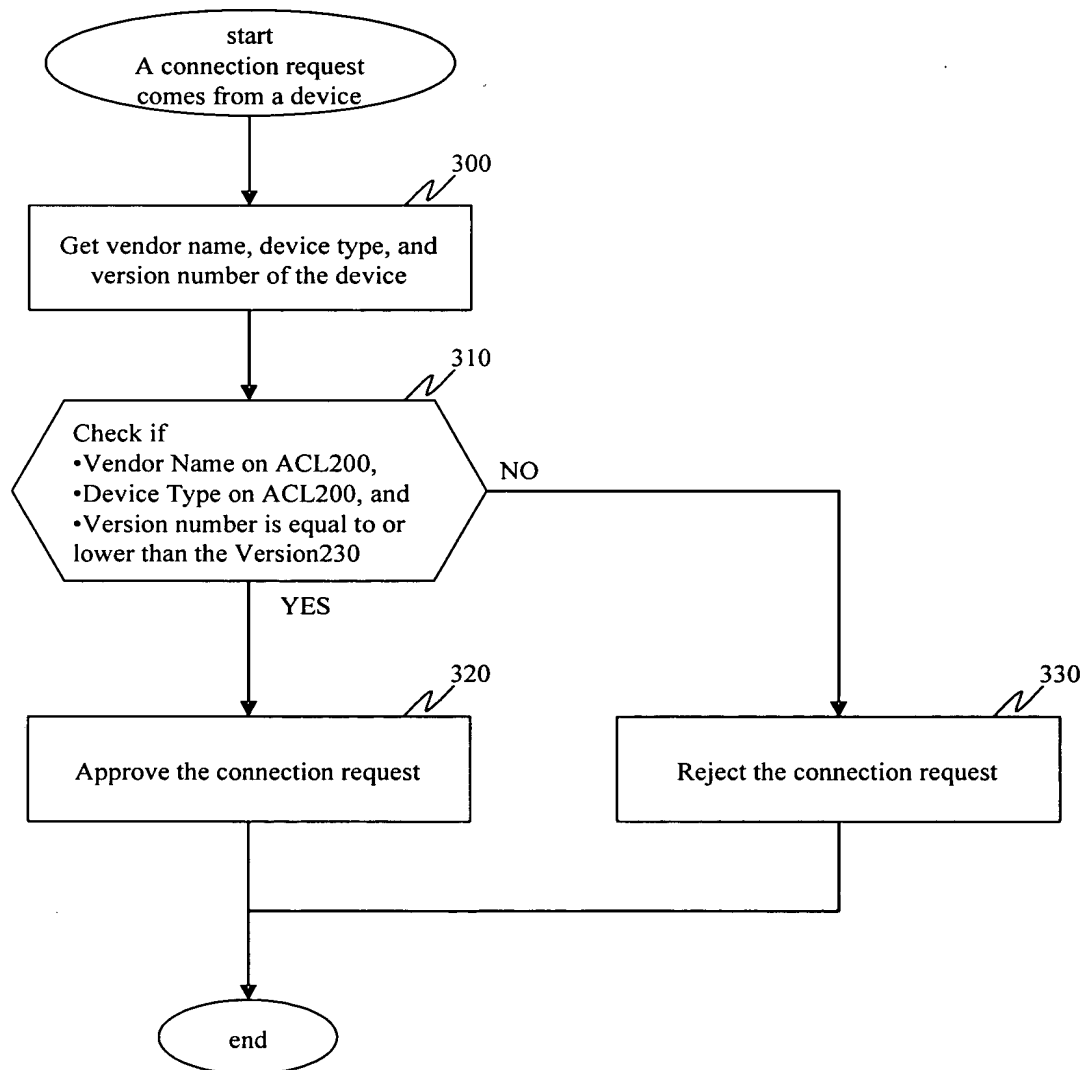 start
A connection request
comes from a device
300
Get vendor name, device type, and
version number of the device
310
Check if
•Vendor Name on ACL200,
•Device Type on ACL200, and
•Version number is equal to or
lower than the Version230
NO
YES
320
Approve the connection request
330
Reject the connection request
end